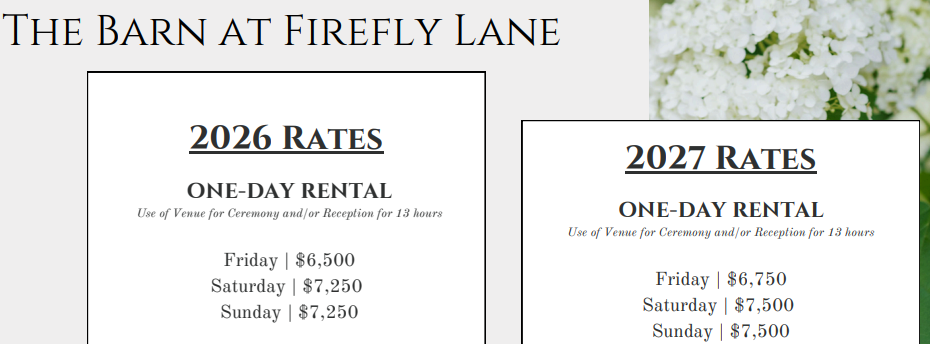 The Barn at Firefly Lane
2026 Rates
ONE-DAY RENTAL
Use of Venue for Ceremony and/or Reception for 13 hours
Friday | $6,500
Saturday | $7,250
Sunday | $7,250
2027 Rates
ONE-DAY RENTAL
Use of Venue for Ceremony and/or Reception for 13 hours
Friday | $6,750
Saturday | $7,500
Sunday | $7,500